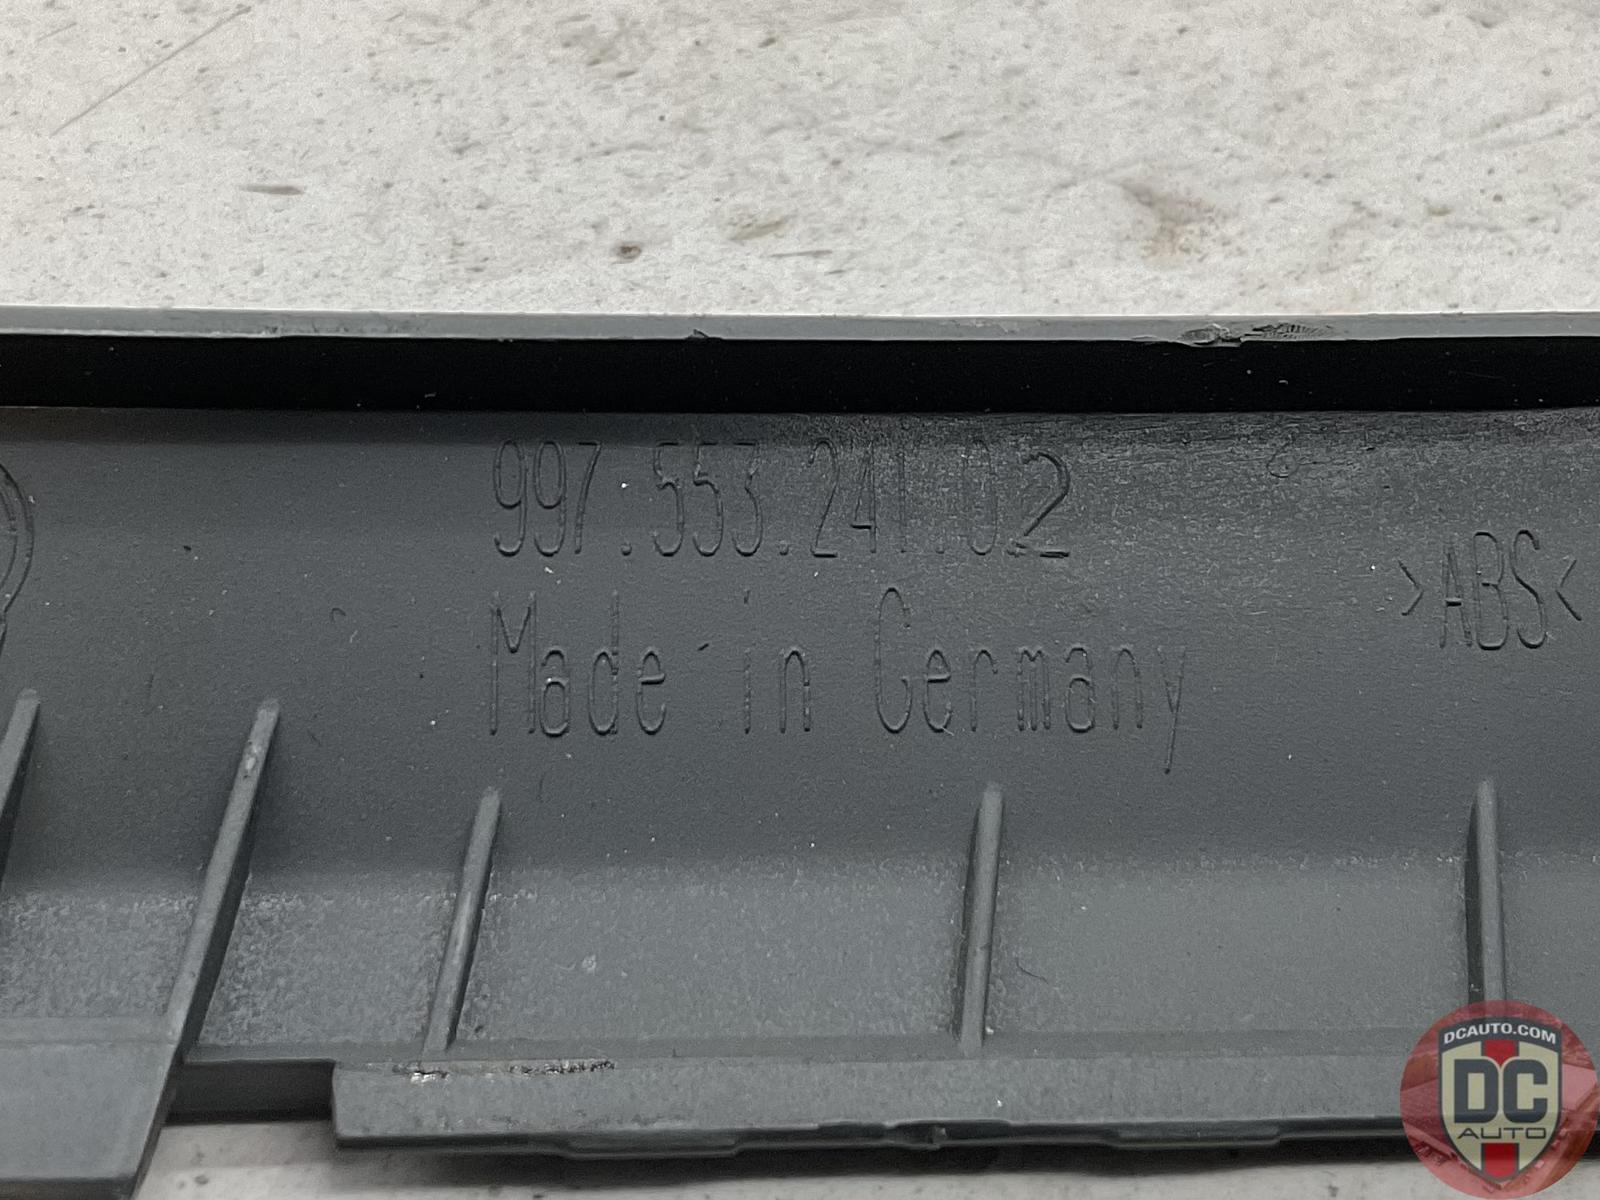 997.553.241.02
Made in Germany
>ABS<
DCAUTO.COM
DC
AUTO